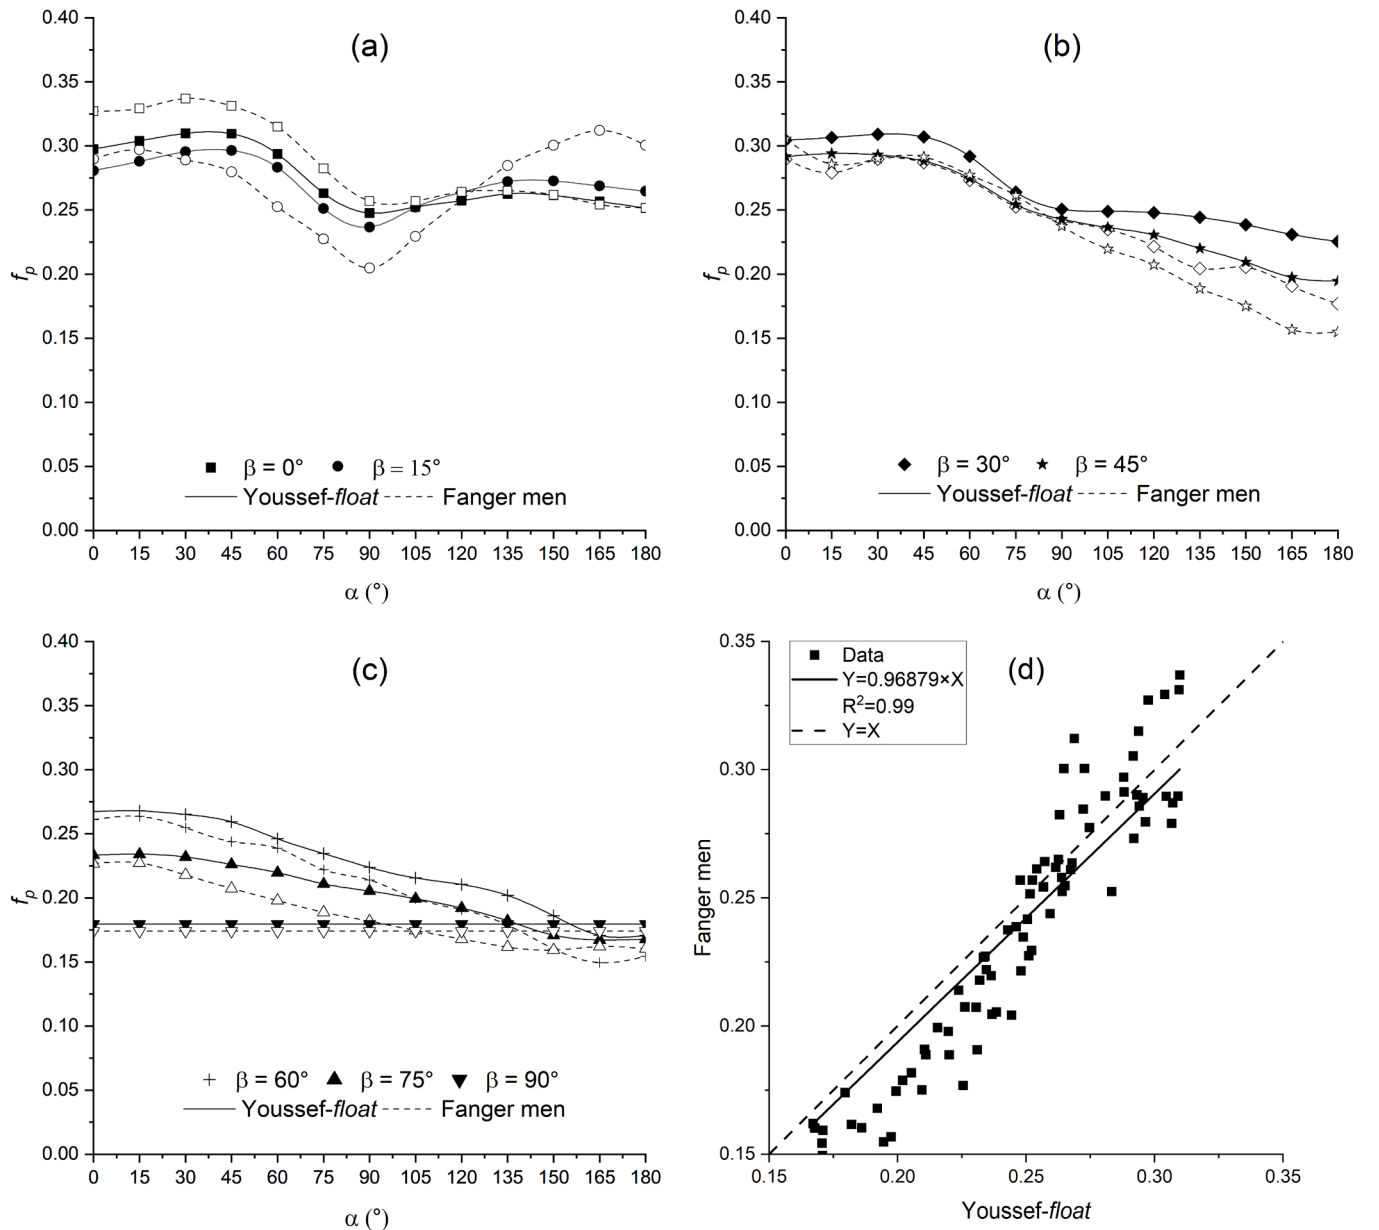 (a)
0.40
0.35
0.30
0.25
0.20
0.15
0.10
0.05
0.00
f_p
β = 0° β = 15°
Youssef-float Fanger men
0 15 30 45 60 75 90 105 120 135 150 165 180
α (°)
(b)
0.40
0.35
0.30
0.25
0.20
0.15
0.10
0.05
0.00
f_p
β = 30° β = 45°
Youssef-float Fanger men
0 15 30 45 60 75 90 105 120 135 150 165 180
α (°)
(c)
0.40
0.35
0.30
0.25
0.20
0.15
0.10
0.05
0.00
f_p
β = 60° β = 75° β = 90°
Youssef-float Fanger men
0 15 30 45 60 75 90 105 120 135 150 165 180
α (°)
(d)
0.35
0.30
0.25
0.20
0.15
Fanger men
Data
Y=0.96879×X
R²=0.99
Y=X
0.15 0.20 0.25 0.30 0.35
Youssef-float